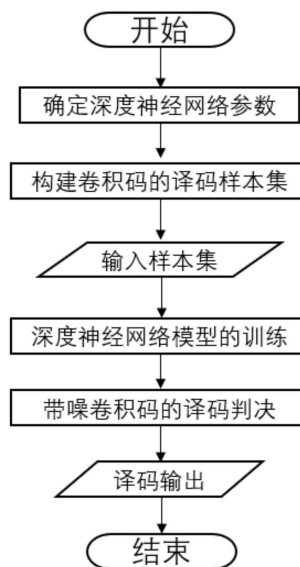 开始
确定深度神经网络参数
构建卷积码的译码样本集
输入样本集
深度神经网络模型的训练
带噪卷积码的译码判决
译码输出
结束